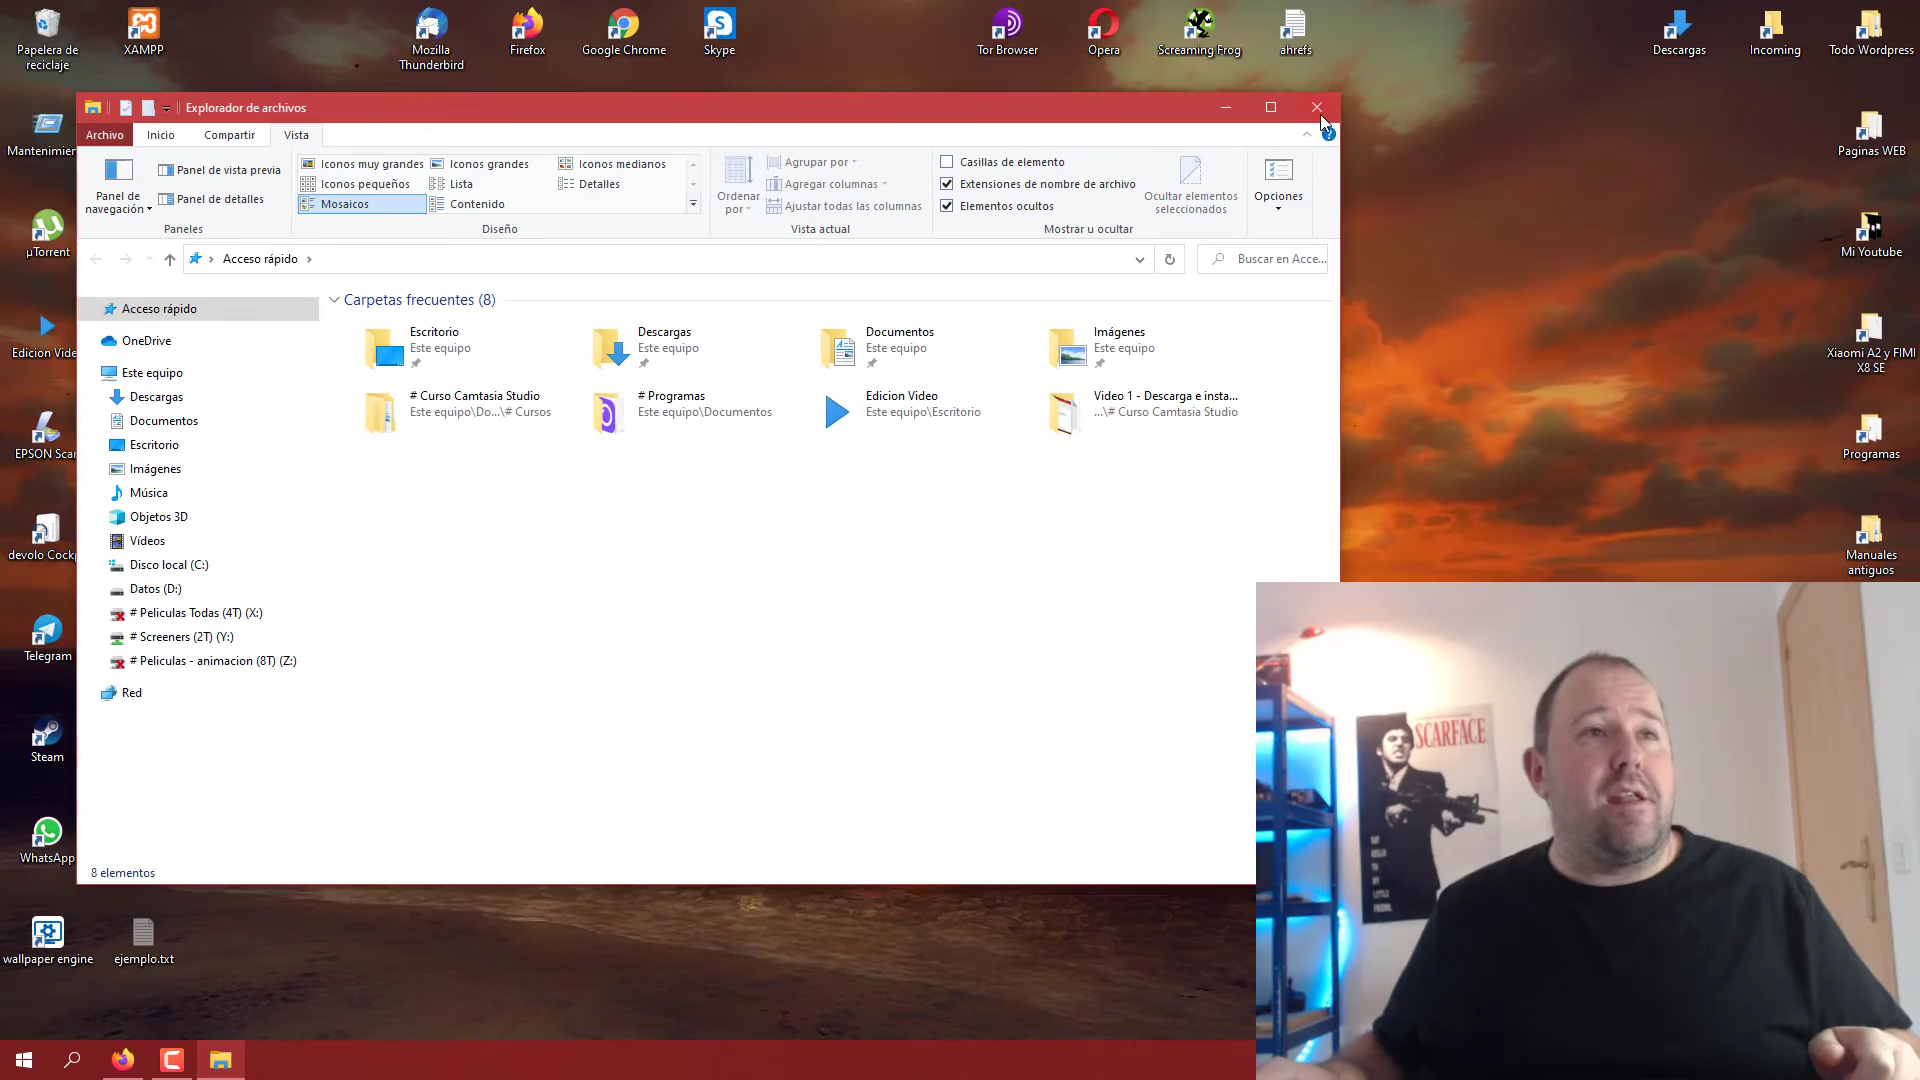 Papelera de
reciclaje
XAMPP
Mozilla
Thunderbird
Firefox
Google Chrome
Skype
Tor Browser
Opera
Screaming Frog
ahrefs
Descargas
Incoming
Todo Wordpress
Explorador de archivos
Archivo
Inicio
Compartir
Vista
Panel de
navegación
Panel de vista previa
Panel de detalles
Paneles
Iconos muy grandes
Iconos grandes
Iconos medianos
Iconos pequeños
Lista
Detalles
Mosaicos
Contenido
Diseño
Ordenar
por
Agrupar por
Agregar columnas
Ajustar todas las columnas
Vista actual
Casillas de elemento
Extensiones de nombre de archivo
Elementos ocultos
Ocultar elementos
seleccionados
Mostrar u ocultar
Opciones
Acceso rápido
Buscar en Acce...
Acceso rápido
OneDrive
Este equipo
Descargas
Documentos
Escritorio
Imágenes
Música
Objetos 3D
Vídeos
Disco local (C:)
Datos (D:)
# Peliculas Todas (4T) (X:)
# Screeners (2T) (Y:)
# Peliculas - animacion (8T) (Z:)
Red
Carpetas frecuentes (8)
Escritorio
Este equipo
Descargas
Este equipo
Documentos
Este equipo
Imágenes
Este equipo
# Curso Camtasia Studio
Este equipo\Do...\# Cursos
# Programas
Este equipo\Documentos
Edicion Video
Este equipo\Escritorio
Video 1 - Descarga e insta...
...\# Curso Camtasia Studio
8 elementos
Mantenimien
µTorrent
Edicion Vide
EPSON Scar
devolo Cockp
Telegram
Steam
WhatsApp
wallpaper engine
ejemplo.txt
Paginas WEB
Mi Youtube
Xiaomi A2 y FIMI
X8 SE
Programas
Manuales
antiguos
SCARFACE
SAY
HELLO
TO
MY
LITTLE
FRIEND.